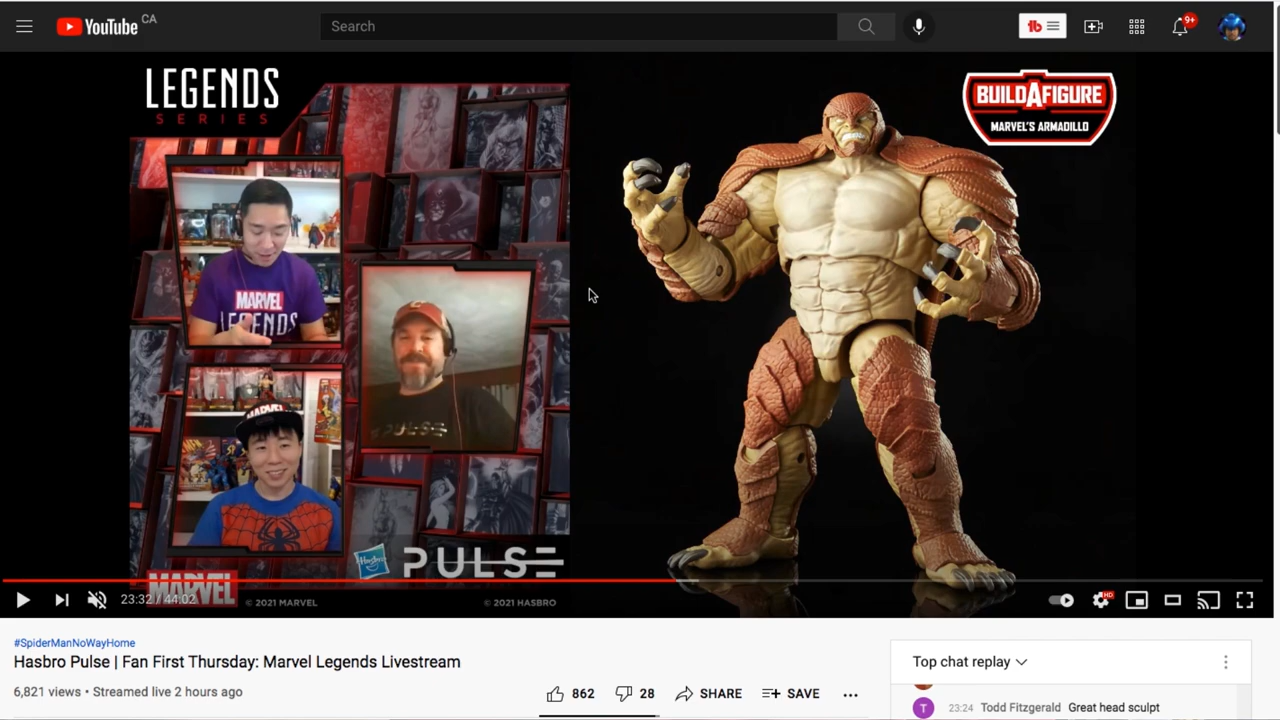 YouTube CA
Search
9+
LEGENDS
SERIES
BUILD A FIGURE
MARVEL'S ARMADILLO
MARVEL
LEGENDS
MARVEL
PULSE
Hasbro
PULSE
MARVEL
© 2021 MARVEL
© 2021 HASBRO
23:32 / 44:02
HD
#SpiderManNoWayHome
Hasbro Pulse | Fan First Thursday: Marvel Legends Livestream
6,821 views • Streamed live 2 hours ago
862
28
SHARE
SAVE
Top chat replay
T 23:24 Todd Fitzgerald Great head sculpt